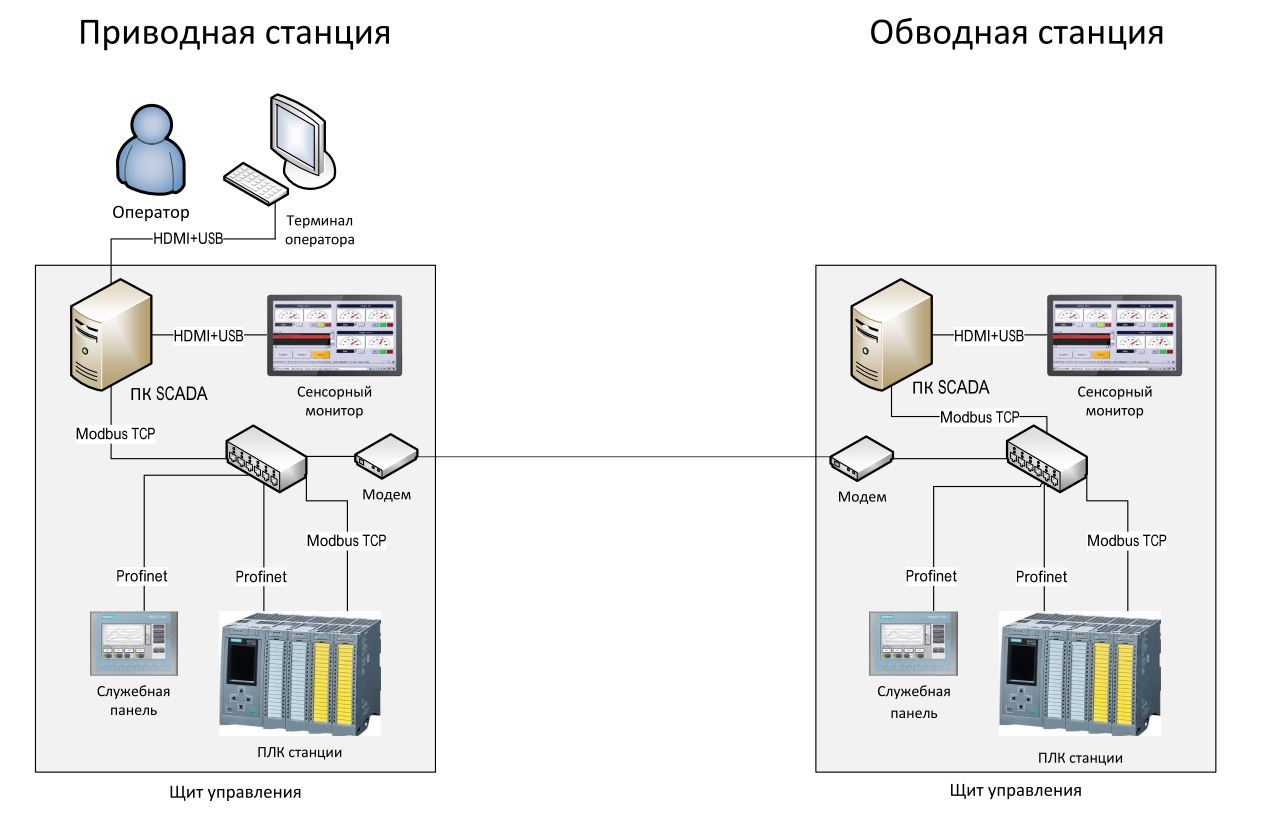 Приводная станция
Обводная станция
Оператор
Терминал
оператора
HDMI+USB
HDMI+USB
ПК SCADA
Сенсорный
монитор
Modbus TCP
Модем
Modbus TCP
Profinet
Profinet
Служебная
панель
ПЛК станции
Щит управления
HDMI+USB
ПК SCADA
Сенсорный
монитор
Modbus TCP
Модем
Modbus TCP
Profinet
Profinet
Служебная
панель
ПЛК станции
Щит управления